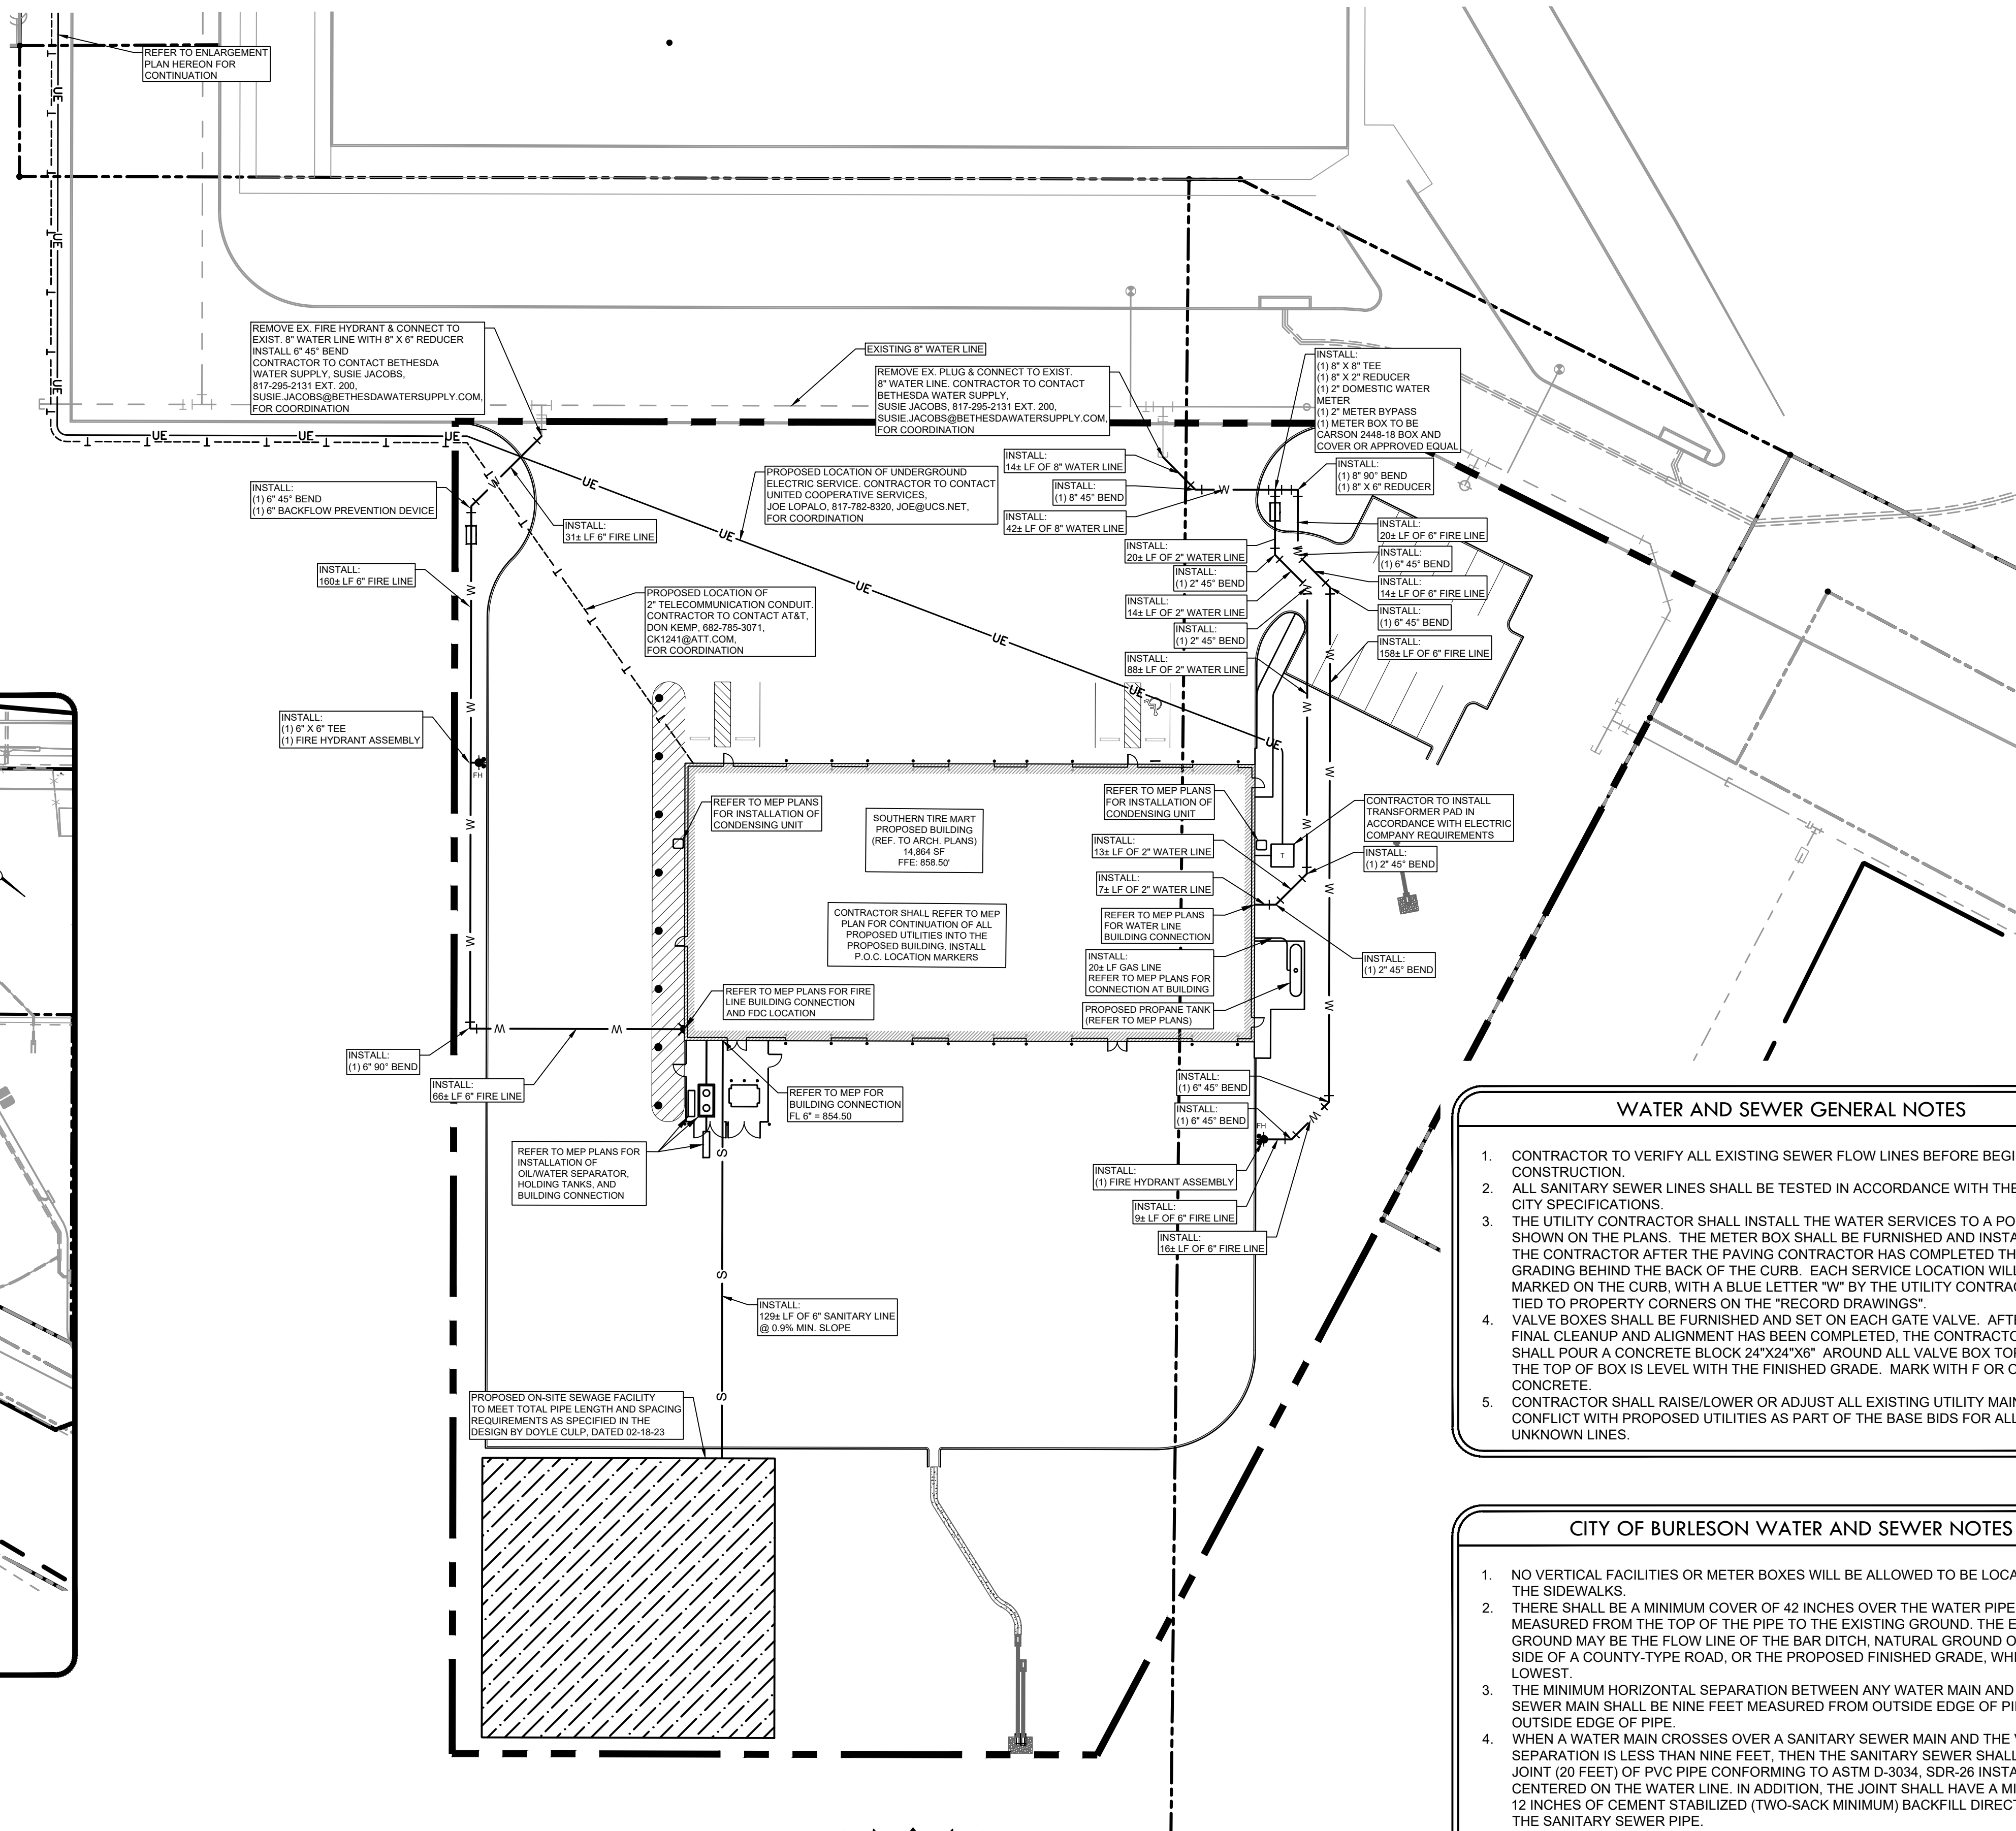 REFER TO ENLARGEMENT
PLAN HEREON FOR
CONTINUATION
UE
UE
UE
UE
UE
UE
REMOVE EX. FIRE HYDRANT & CONNECT TO
EXIST. 8" WATER LINE WITH 8" X 6" REDUCER
INSTALL 6" 45° BEND
CONTRACTOR TO CONTACT BETHESDA
WATER SUPPLY, SUSIE JACOBS,
817-295-2131 EXT. 200,
SUSIE.JACOBS@BETHESDAWATERSUPPLY.COM,
FOR COORDINATION
EXISTING 8" WATER LINE
REMOVE EX. PLUG & CONNECT TO EXIST.
8" WATER LINE. CONTRACTOR TO CONTACT
BETHESDA WATER SUPPLY,
SUSIE JACOBS, 817-295-2131 EXT. 200,
SUSIE.JACOBS@BETHESDAWATERSUPPLY.COM,
FOR COORDINATION
INSTALL:
(1) 8" X 8" TEE
(1) 8" X 2" REDUCER
(1) 2" DOMESTIC WATER
METER
(1) 2" METER BYPASS
(1) METER BOX TO BE
CARSON 2448-18 BOX AND
COVER OR APPROVED EQUAL
INSTALL:
14± LF OF 8" WATER LINE
INSTALL:
(1) 8" 90° BEND
(1) 8" X 6" REDUCER
PROPOSED LOCATION OF UNDERGROUND
ELECTRIC SERVICE. CONTRACTOR TO CONTACT
UNITED COOPERATIVE SERVICES,
JOE LOPALO, 817-782-8320, JOE@UCS.NET,
FOR COORDINATION
INSTALL:
(1) 6" 45° BEND
(1) 6" BACKFLOW PREVENTION DEVICE
INSTALL:
(1) 8" 45° BEND
W
W
UE
INSTALL:
42± LF OF 8" WATER LINE
INSTALL:
31± LF 6" FIRE LINE
INSTALL:
20± LF OF 6" FIRE LINE
UE
INSTALL:
20± LF OF 2" WATER LINE
INSTALL:
(1) 6" 45° BEND
W
INSTALL:
160± LF 6" FIRE LINE
INSTALL:
(1) 2" 45° BEND
INSTALL:
14± LF OF 6" FIRE LINE
UE
W
W
PROPOSED LOCATION OF
2" TELECOMMUNICATION CONDUIT.
CONTRACTOR TO CONTACT AT&T,
DON KEMP, 682-785-3071,
CK1241@ATT.COM,
FOR COORDINATION
INSTALL:
14± LF OF 2" WATER LINE
INSTALL:
(1) 6" 45° BEND
INSTALL:
(1) 2" 45° BEND
UE
INSTALL:
158± LF OF 6" FIRE LINE
INSTALL:
88± LF OF 2" WATER LINE
W
UE
W
W
INSTALL:
(1) 6" X 6" TEE
(1) FIRE HYDRANT ASSEMBLY
UE
FH
W
REFER TO MEP PLANS
FOR INSTALLATION OF
CONDENSING UNIT
SOUTHERN TIRE MART
PROPOSED BUILDING
(REF. TO ARCH. PLANS)
14,864 SF
FFE: 858.50'
REFER TO MEP PLANS
FOR INSTALLATION OF
CONDENSING UNIT
CONTRACTOR TO INSTALL
TRANSFORMER PAD IN
ACCORDANCE WITH ELECTRIC
COMPANY REQUIREMENTS
W
W
INSTALL:
13± LF OF 2" WATER LINE
T
INSTALL:
(1) 2" 45° BEND
INSTALL:
7± LF OF 2" WATER LINE
W
CONTRACTOR SHALL REFER TO MEP
PLAN FOR CONTINUATION OF ALL
PROPOSED UTILITIES INTO THE
PROPOSED BUILDING. INSTALL
P.O.C. LOCATION MARKERS
REFER TO MEP PLANS
FOR WATER LINE
BUILDING CONNECTION
W
INSTALL:
20± LF GAS LINE
REFER TO MEP PLANS FOR
CONNECTION AT BUILDING
INSTALL:
(1) 2" 45° BEND
REFER TO MEP PLANS FOR FIRE
LINE BUILDING CONNECTION
AND FDC LOCATION
PROPOSED PROPANE TANK
(REFER TO MEP PLANS)
W
W
W
INSTALL:
(1) 6" 90° BEND
INSTALL:
66± LF 6" FIRE LINE
REFER TO MEP FOR
BUILDING CONNECTION
FL 6" = 854.50
INSTALL:
(1) 6" 45° BEND
INSTALL:
(1) 6" 45° BEND
W
FH
REFER TO MEP PLANS FOR
INSTALLATION OF
OIL/WATER SEPARATOR,
HOLDING TANKS, AND
BUILDING CONNECTION
S
INSTALL:
(1) FIRE HYDRANT ASSEMBLY
INSTALL:
9± LF OF 6" FIRE LINE
INSTALL:
16± LF OF 6" FIRE LINE
S
INSTALL:
129± LF OF 6" SANITARY LINE
@ 0.9% MIN. SLOPE
S
PROPOSED ON-SITE SEWAGE FACILITY
TO MEET TOTAL PIPE LENGTH AND SPACING
REQUIREMENTS AS SPECIFIED IN THE
DESIGN BY DOYLE CULP, DATED 02-18-23
WATER AND SEWER GENERAL NOTES
1. CONTRACTOR TO VERIFY ALL EXISTING SEWER FLOW LINES BEFORE BEGI
CONSTRUCTION.
2. ALL SANITARY SEWER LINES SHALL BE TESTED IN ACCORDANCE WITH THE
CITY SPECIFICATIONS.
3. THE UTILITY CONTRACTOR SHALL INSTALL THE WATER SERVICES TO A PO
SHOWN ON THE PLANS. THE METER BOX SHALL BE FURNISHED AND INSTA
THE CONTRACTOR AFTER THE PAVING CONTRACTOR HAS COMPLETED TH
GRADING BEHIND THE BACK OF THE CURB. EACH SERVICE LOCATION WILL
MARKED ON THE CURB, WITH A BLUE LETTER "W" BY THE UTILITY CONTRAC
TIED TO PROPERTY CORNERS ON THE "RECORD DRAWINGS".
4. VALVE BOXES SHALL BE FURNISHED AND SET ON EACH GATE VALVE. AFTE
FINAL CLEANUP AND ALIGNMENT HAS BEEN COMPLETED, THE CONTRACTO
SHALL POUR A CONCRETE BLOCK 24"X24"X6" AROUND ALL VALVE BOX TOP
THE TOP OF BOX IS LEVEL WITH THE FINISHED GRADE. MARK WITH F OR C
CONCRETE.
5. CONTRACTOR SHALL RAISE/LOWER OR ADJUST ALL EXISTING UTILITY MAIN
CONFLICT WITH PROPOSED UTILITIES AS PART OF THE BASE BIDS FOR ALL
UNKNOWN LINES.
CITY OF BURLESON WATER AND SEWER NOTES
1. NO VERTICAL FACILITIES OR METER BOXES WILL BE ALLOWED TO BE LOCA
THE SIDEWALKS.
2. THERE SHALL BE A MINIMUM COVER OF 42 INCHES OVER THE WATER PIPE
MEASURED FROM THE TOP OF THE PIPE TO THE EXISTING GROUND. THE E
GROUND MAY BE THE FLOW LINE OF THE BAR DITCH, NATURAL GROUND O
SIDE OF A COUNTY-TYPE ROAD, OR THE PROPOSED FINISHED GRADE, WHI
LOWEST.
3. THE MINIMUM HORIZONTAL SEPARATION BETWEEN ANY WATER MAIN AND
SEWER MAIN SHALL BE NINE FEET MEASURED FROM OUTSIDE EDGE OF PI
OUTSIDE EDGE OF PIPE.
4. WHEN A WATER MAIN CROSSES OVER A SANITARY SEWER MAIN AND THE
SEPARATION IS LESS THAN NINE FEET, THEN THE SANITARY SEWER SHALL
JOINT (20 FEET) OF PVC PIPE CONFORMING TO ASTM D-3034, SDR-26 INSTA
CENTERED ON THE WATER LINE. IN ADDITION, THE JOINT SHALL HAVE A MI
12 INCHES OF CEMENT STABILIZED (TWO-SACK MINIMUM) BACKFILL DIRECT
THE SANITARY SEWER PIPE.